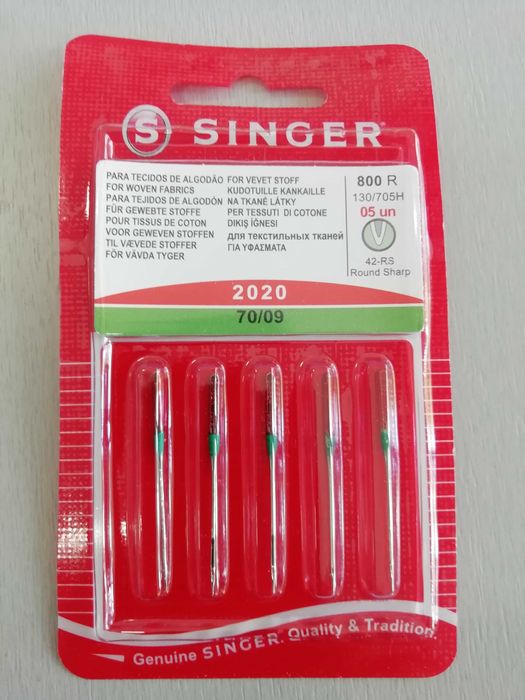 S SINGER
PARA TECIDOS DE ALGODÃO
FOR WOVEN FABRICS
PARA TEJIDOS DE ALGODÓN
FÜR GEWEBTE STOFFE
POUR TISSUS DE COTON
VOOR GEWEVEN STOFFEN
TIL VÆVEDE STOFFER
FÖR VÄVDA TYGER
FOR VEVET STOFF
KUDOTUILLE KANKAILLE
NA TKANÉ LÁTKY
PER TESSUTI DI COTONE
DIKIŞ İĞNESI
для текстильных тканей
ΓΙΑ ΥΦΑΣΜΑΤΑ
800 R
130/705H
05 un
42-RS
Round Sharp
2020
70/09
Genuine SINGER. Quality & Tradition.